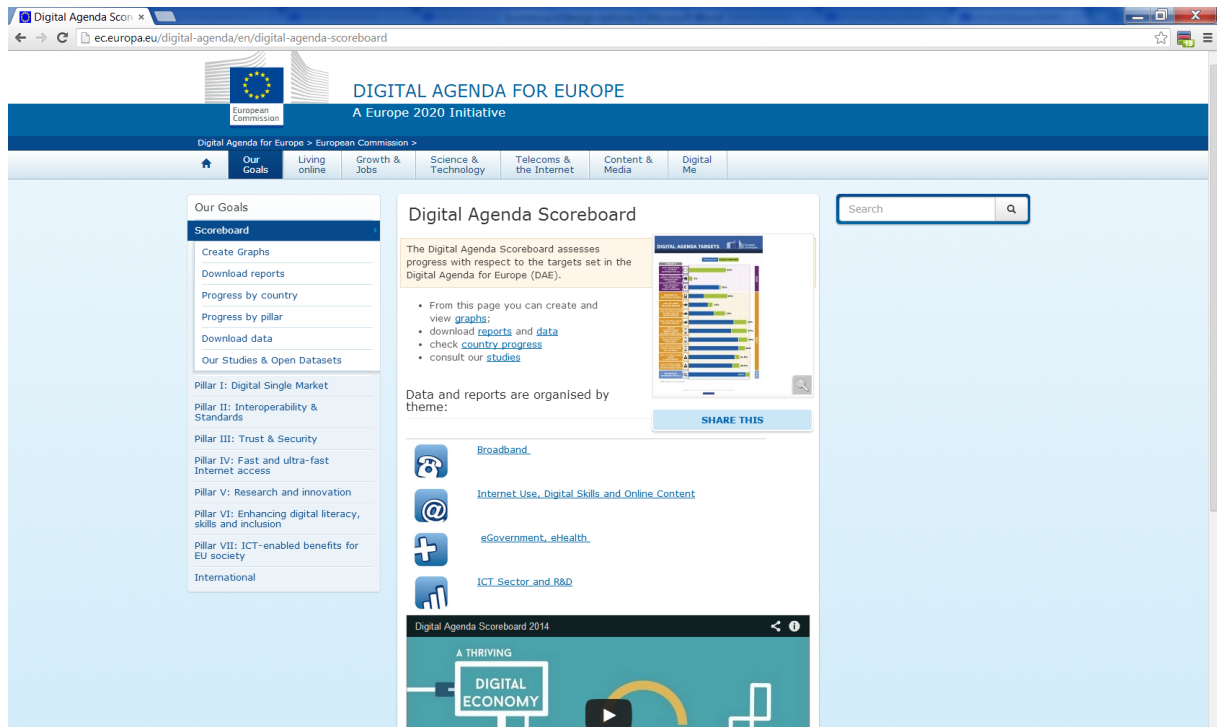 Digital Agenda Scor
ec.europa.eu/digital-agenda/en/digital-agenda-scoreboard
European
Commission
DIGITAL AGENDA FOR EUROPE
A Europe 2020 Initiative
Digital Agenda for Europe > European Commission >
Our
Goals
Living
online
Growth &
Jobs
Science &
Technology
Telecoms &
the Internet
Content &
Media
Digital
Me
Our Goals
Scoreboard
Create Graphs
Download reports
Progress by country
Progress by pillar
Download data
Our Studies & Open Datasets
Pillar I: Digital Single Market
Pillar II: Interoperability &
Standards
Pillar III: Trust & Security
Pillar IV: Fast and ultra-fast
Internet access
Pillar V: Research and innovation
Pillar VI: Enhancing digital literacy,
skills and inclusion
Pillar VII: ICT-enabled benefits for
EU society
International
Digital Agenda Scoreboard
The Digital Agenda Scoreboard assesses
progress with respect to the targets set in the
Digital Agenda for Europe (DAE).
• From this page you can create and
view graphs;
• download reports and data
• check country progress
• consult our studies
DIGITAL AGENDA TARGETS
SHARE THIS
Data and reports are organised by
theme:
Broadband
@
Internet Use, Digital Skills and Online Content
eGovernment, eHealth
ICT Sector and R&D
Digital Agenda Scoreboard 2014
A THRIVING
DIGITAL
ECONOMY
Search